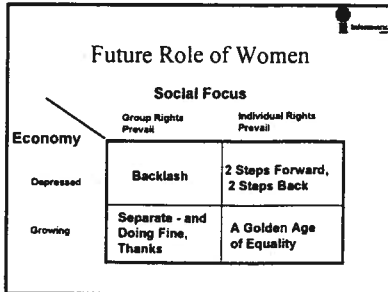 Future Role of Women
Social Focus
Group Rights Individual Rights
Prevail Prevail
Economy
Depressed Backlash 2 Steps Forward,
2 Steps Back
Growing Separate - and A Golden Age
Doing Fine, of Equality
Thanks